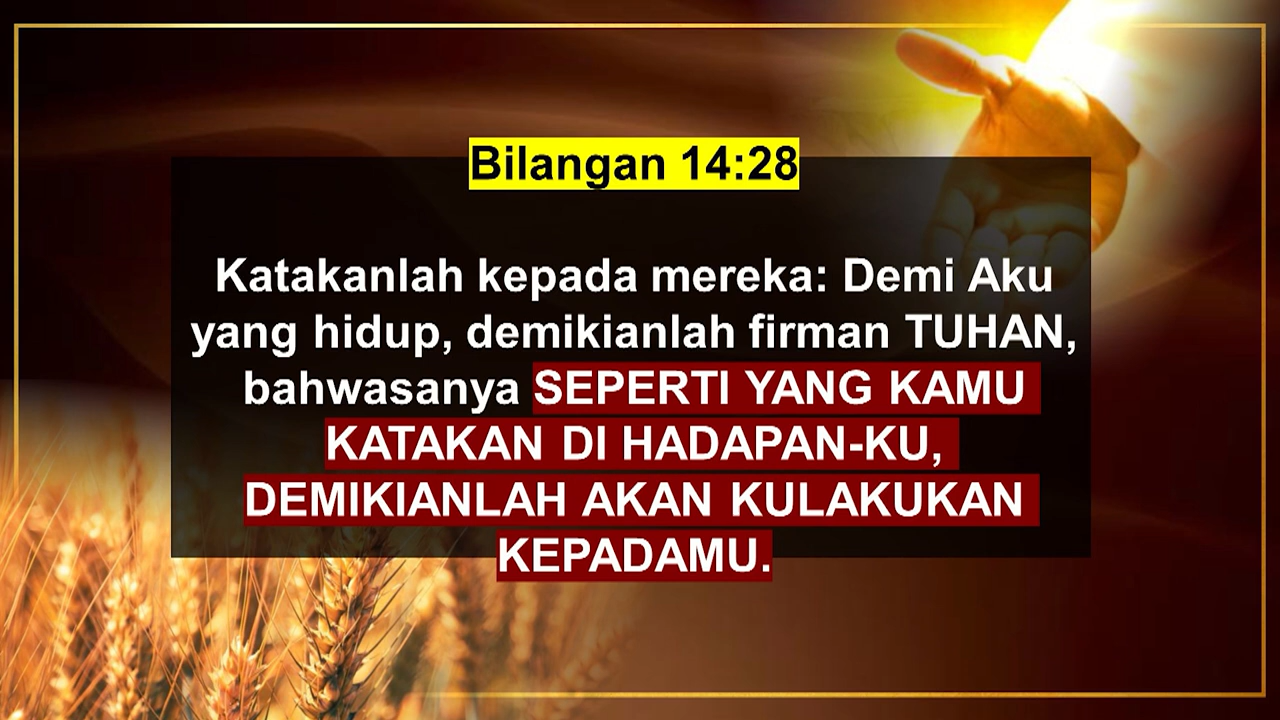 Bilangan 14:28
Katakanlah kepada mereka: Demi Aku
yang hidup, demikianlah firman TUHAN,
bahwasanya SEPERTI YANG KAMU
KATAKAN DI HADAPAN-KU,
DEMIKIANLAH AKAN KULAKUKAN
KEPADAMU.